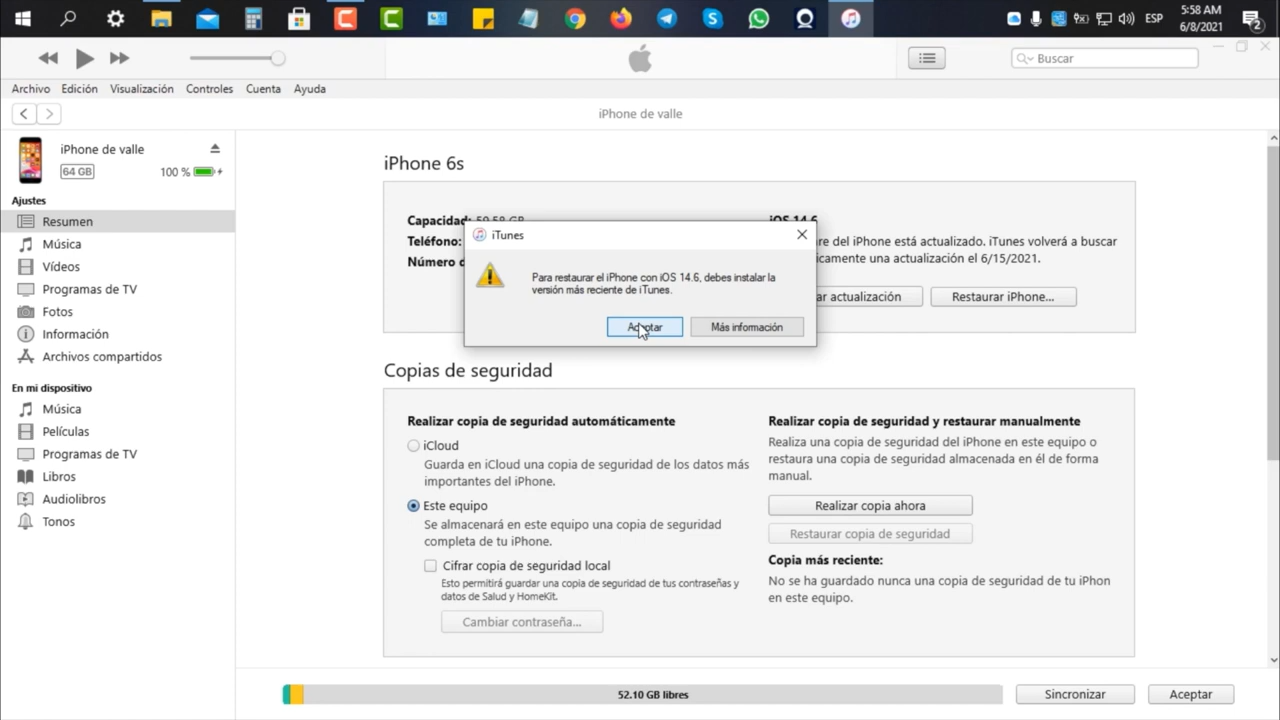 5:58 AM
ESP
6/8/2021
2
Buscar
Archivo Edición Visualización Controles Cuenta Ayuda
iPhone de valle
iPhone de valle
64 GB 100 %
Ajustes
Resumen
Música
Vídeos
Programas de TV
Fotos
Información
Archivos compartidos
En mi dispositivo
Música
Películas
Programas de TV
Libros
Audiolibros
Tonos
iPhone 6s
Capacidad: 59.58 GB
iOS 14.6
Teléfono:
re del iPhone está actualizado. iTunes volverá a buscar
Número d
icamente una actualización el 6/15/2021.
ar actualización
Restaurar iPhone...
iTunes
Para restaurar el iPhone con iOS 14.6, debes instalar la
versión más reciente de iTunes.
Aceptar
Más información
Copias de seguridad
Realizar copia de seguridad automáticamente
iCloud
Guarda en iCloud una copia de seguridad de los datos más
importantes del iPhone.
Este equipo
Se almacenará en este equipo una copia de seguridad
completa de tu iPhone.
Cifrar copia de seguridad local
Esto permitirá guardar una copia de seguridad de tus contraseñas y
datos de Salud y HomeKit.
Cambiar contraseña...
Realizar copia de seguridad y restaurar manualmente
Realiza una copia de seguridad del iPhone en este equipo o
restaura una copia de seguridad almacenada en él de forma
manual.
Realizar copia ahora
Restaurar copia de seguridad
Copia más reciente:
No se ha guardado nunca una copia de seguridad de tu iPhon
en este equipo.
52.10 GB libres
Sincronizar
Aceptar